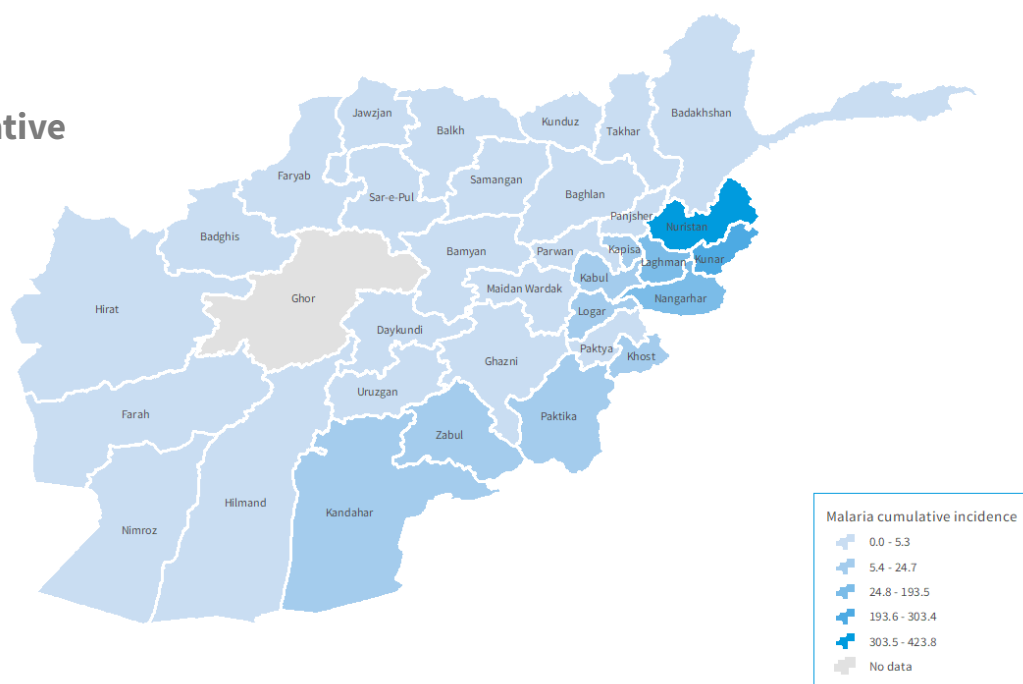 ative
Jawzjan
Balkh
Kunduz
Takhar
Badakhshan
Faryab
Sar-e-Pul
Samangan
Baghlan
Panjsher
Nuristan
Badghis
Bamyan
Parwan
Kapisa
Laghman
Kunar
Kabul
Maidan Wardak
Nangarhar
Hirat
Ghor
Logar
Daykundi
Paktya
Khost
Ghazni
Uruzgan
Farah
Paktika
Zabul
Hilmand
Kandahar
Nimroz
Malaria cumulative incidence
0.0 - 5.3
5.4 - 24.7
24.8 - 193.5
193.6 - 303.4
303.5 - 423.8
No data